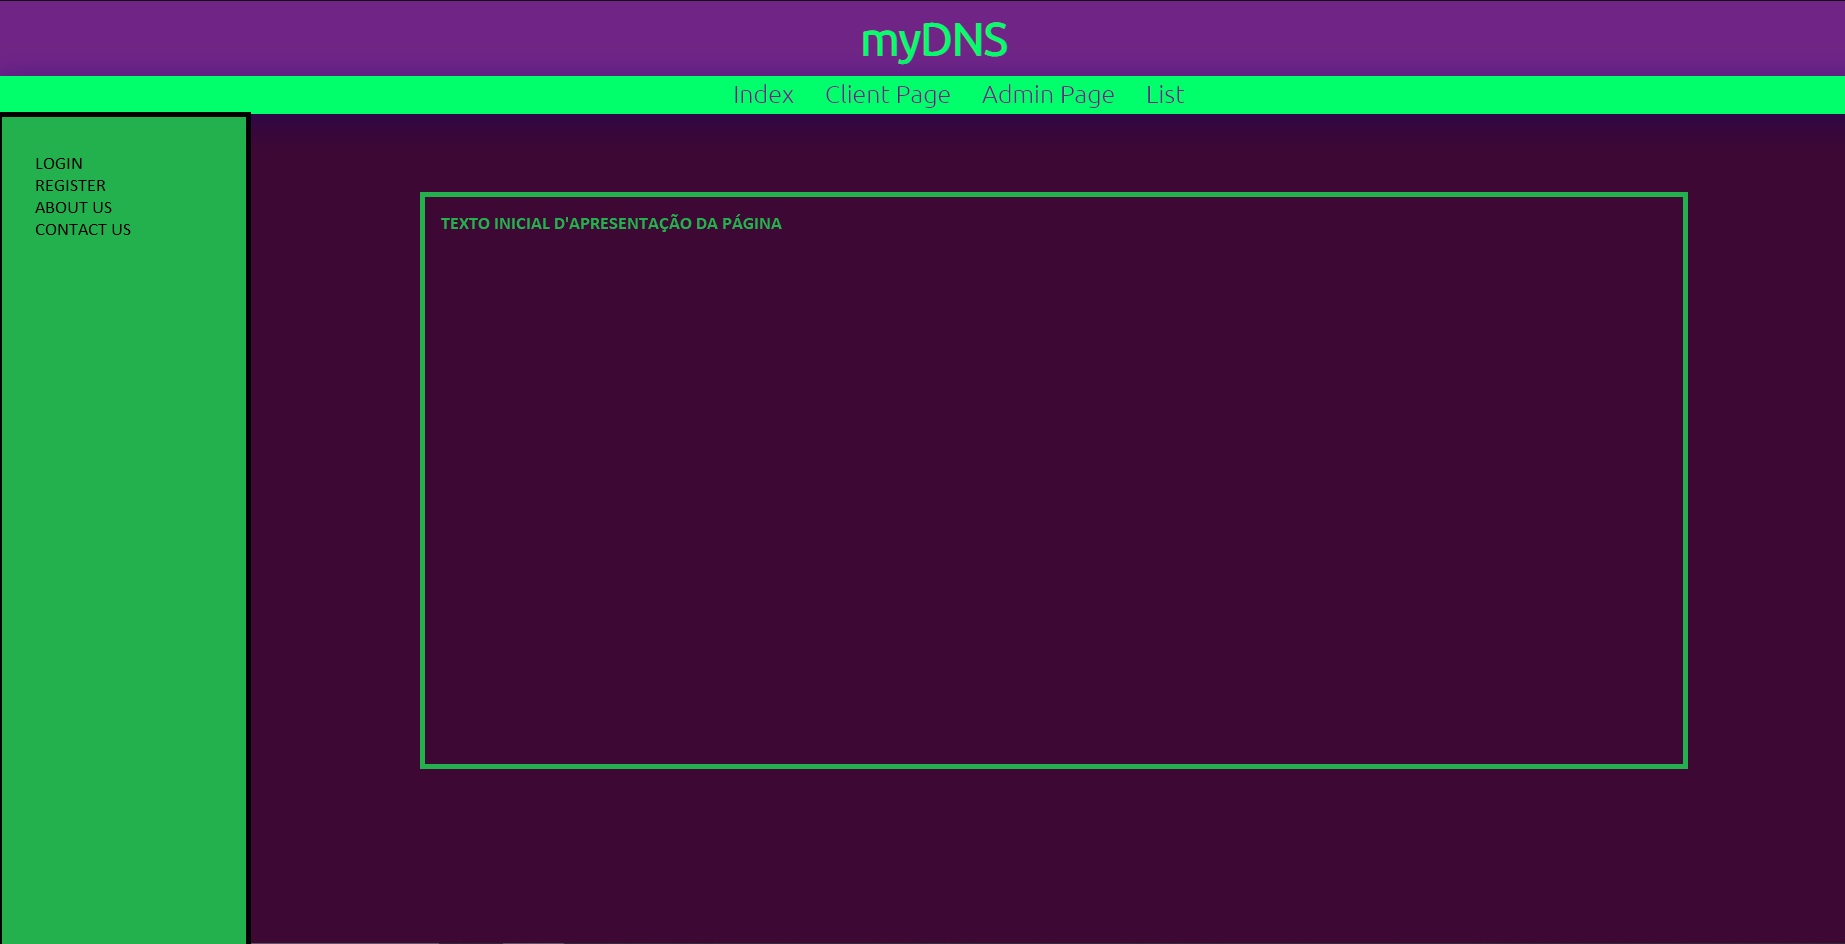 myDNS
Index Client Page Admin Page List
LOGIN
REGISTER
ABOUT US
CONTACT US
TEXTO INICIAL D'APRESENTAÇÃO DA PÁGINA